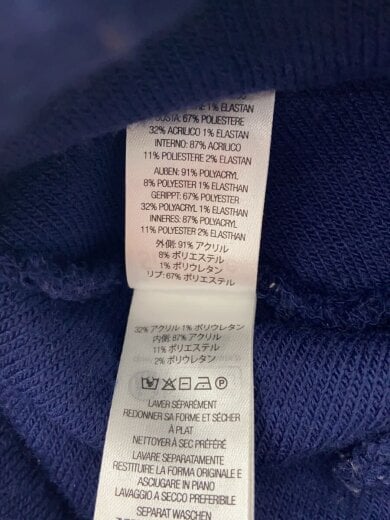 NE 1% ELASTAN
COSTA: 67% POLIESTERE
32% ACRILICO 1% ELASTAN
INTERNO: 87% ACRILICO
11% POLIESTERE 2% ELASTAN
AUßEN: 91% POLYACRYL
8% POLYESTER 1% ELASTHAN
GERIPPT: 67% POLYESTER
32% POLYACRYL 1% ELASTHAN
INNERES: 87% POLYACRYL
11% POLYESTER 2% ELASTHAN
外側: 91% アクリル
8% ポリエステル
1% ポリウレタン
リブ: 67% ポリエステル
32% アクリル 1% ポリウレタン
内側: 87% アクリル
11% ポリエステル
2% ポリウレタン
LAVER SÉPARÉMENT
REDONNER SA FORME ET SÉCHER
À PLAT
NETTOYER À SEC PRÉFÉRÉ
LAVARE SEPARATAMENTE
RESTITUIRE LA FORMA ORIGINALE E
ASCIUGARE IN PIANO
LAVAGGIO A SECCO PREFERIBILE
SEPARAT WASCHEN